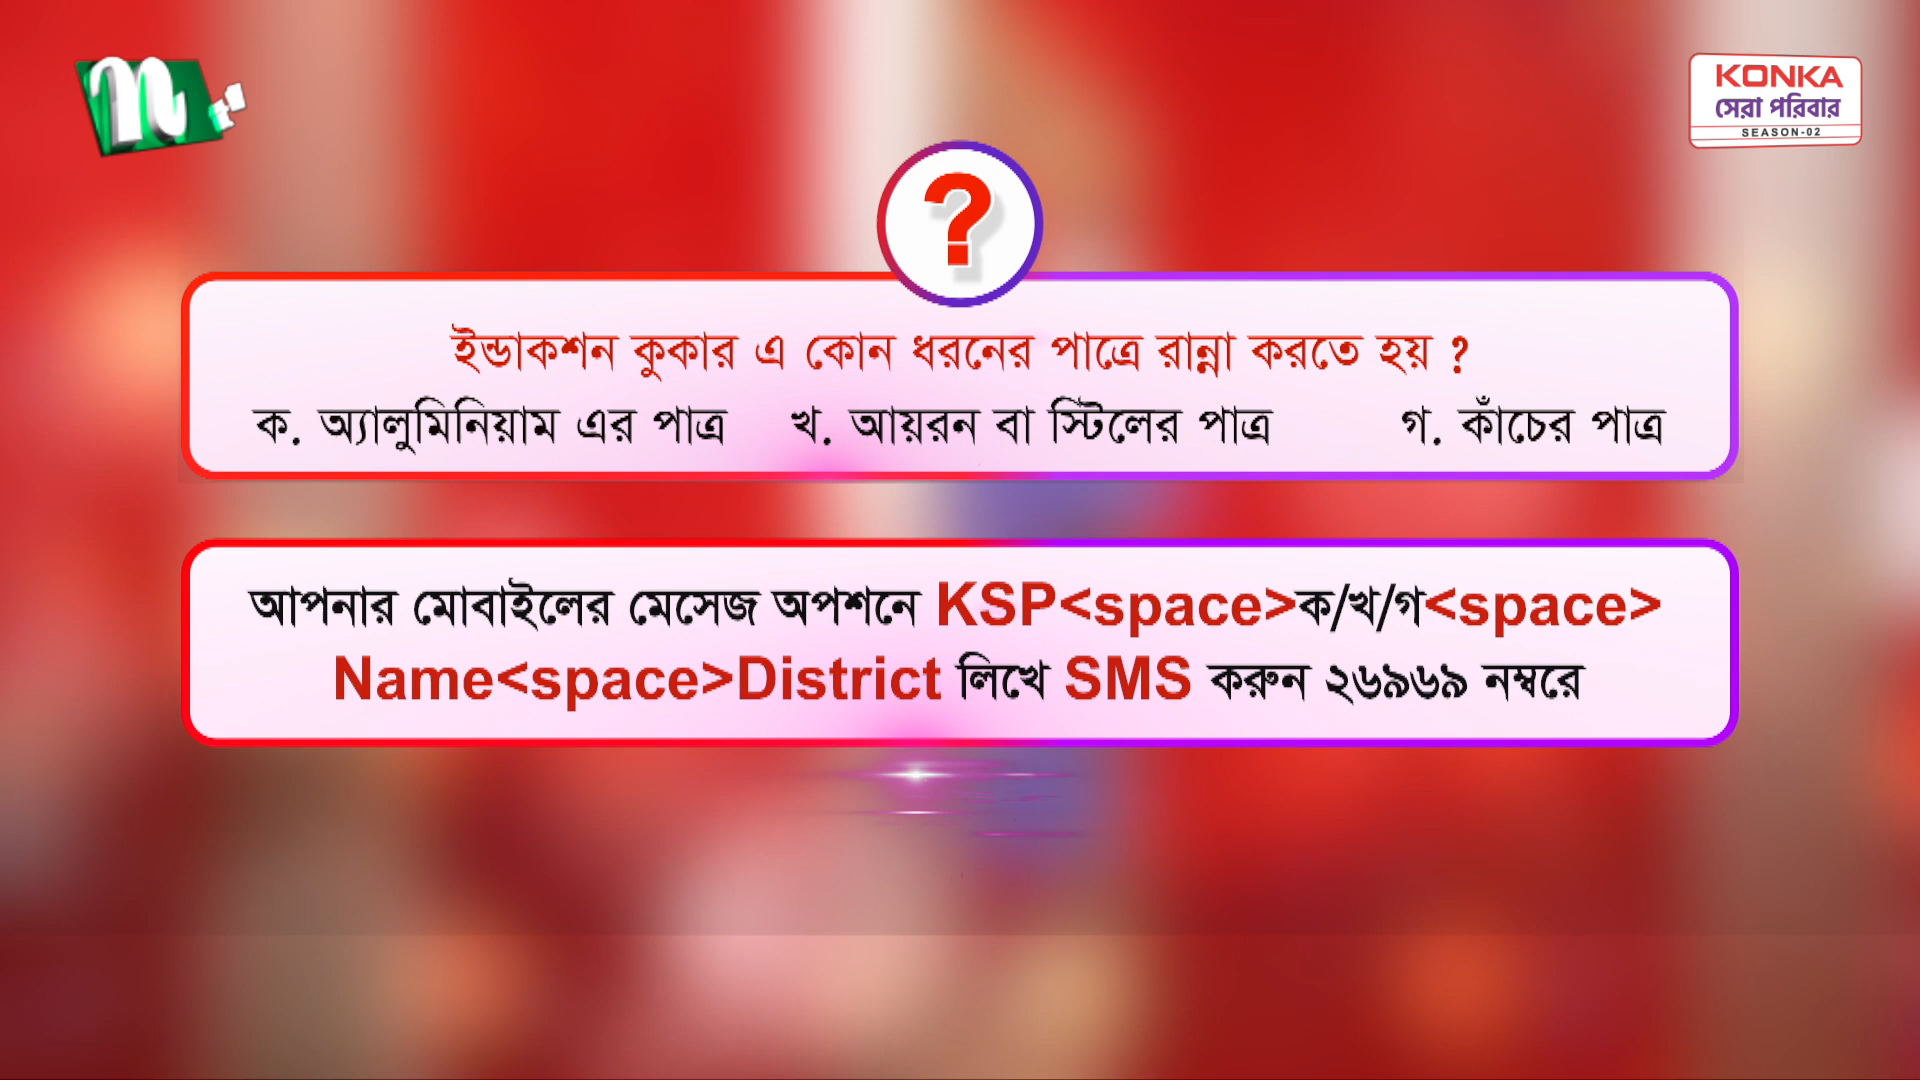 KONKA
সেরা পরিবার
SEASON-02
?
ইন্ডাকশন কুকার এ কোন ধরনের পাত্রে রান্না করতে হয় ?
ক. অ্যালুমিনিয়াম এর পাত্র খ. আয়রন বা স্টিলের পাত্র গ. কাঁচের পাত্র
আপনার মোবাইলের মেসেজ অপশনে KSP<space>ক/খ/গ<space>
Name<space>District লিখে SMS করুন ২৬৯৬৯ নম্বরে